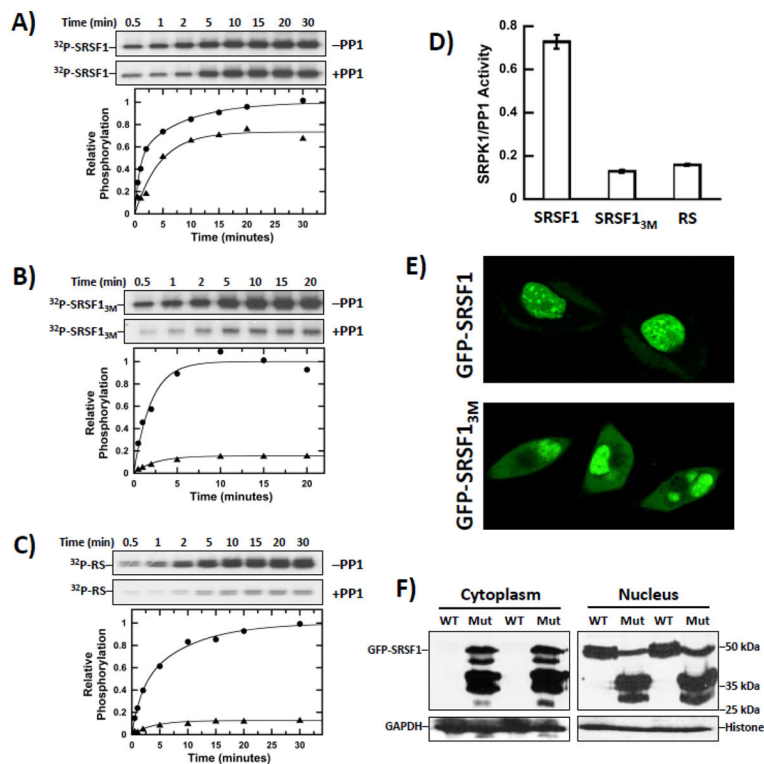 A)
Time (min) 0.5 1 2 5 10 15 20 30
³²P-SRSF1 –PP1
³²P-SRSF1 +PP1
Relative Phosphorylation
1
0.8
0.6
0.4
0.2
0
0 5 10 15 20 25 30
Time (minutes)
B)
Time (min) 0.5 1 2 5 10 15 20
³²P-SRSF1₃M –PP1
³²P-SRSF1₃M +PP1
Relative Phosphorylation
1
0.8
0.6
0.4
0.2
0
0 5 10 15 20
Time (minutes)
C)
Time (min) 0.5 1 2 5 10 15 20 30
³²P-RS –PP1
³²P-RS +PP1
Relative Phosphorylation
1
0.8
0.6
0.4
0.2
0
0 5 10 15 20 25 30
Time (minutes)
D)
SRPK1/PP1 Activity
0.8
0.6
0.4
0.2
SRSF1 SRSF1₃M RS
E)
GFP-SRSF1
GFP-SRSF1₃M
F)
Cytoplasm Nucleus
WT Mut WT Mut WT Mut WT Mut
GFP-SRSF1 50 kDa
35 kDa
25 kDa
GAPDH Histone